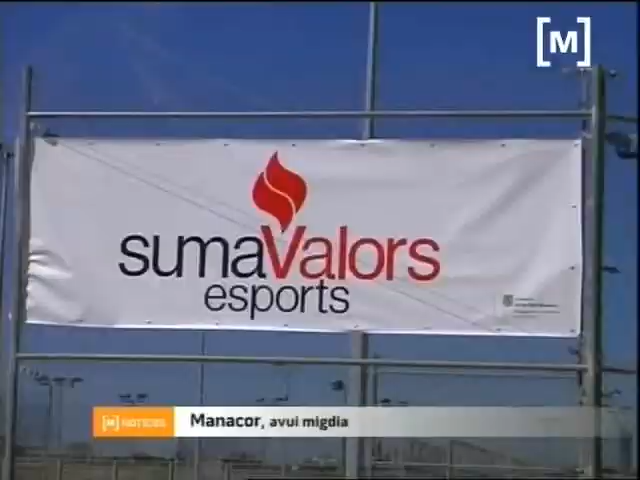 [M]
sumaValors
esports
[M] NOTÍCIES
Manacor, avui migdia